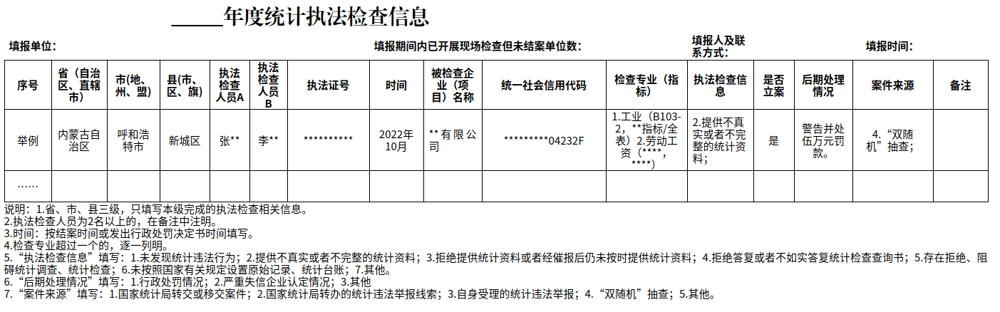 _____年度统计执法检查信息
填报单位：
填报期间内已开展现场检查但未结案单位数：
填报人及联
系方式：
填报时间：
序号
省（自治
区、直辖
市）
市(地、
州、盟)
县(市、
区、旗)
执法
检查
人员A
执法
检查
人员
B
执法证号
时间
被检查企
业（项
目）名称
统一社会信用代码
检查专业（指
标）
执法检查信
息
是否
立案
后期处理
情况
案件来源
备注
举例
内蒙古自
治区
呼和浩
特市
新城区
张**
李**
**********
2022年
10月
**有限公
司
*********04232F
1.工业（B103-
2，**指标/全
表）2.劳动工
资（****，
****）
2.提供不真
实或者不完
整的统计资
料；
是
警告并处
伍万元罚
款。
4.“双随
机”抽查；
……
说明：1.省、市、县三级，只填写本级完成的执法检查相关信息。
2.执法检查人员为2名以上的，在备注中注明。
3.时间：按结案时间或发出行政处罚决定书时间填写。
4.检查专业超过一个的，逐一列明。
5.“执法检查信息”填写：1.未发现统计违法行为；2.提供不真实或者不完整的统计资料；3.拒绝提供统计资料或者经催报后仍未按时提供统计资料；4.拒绝答复或者不如实答复统计检查查询书；5.存在拒绝、阻
碍统计调查、统计检查；6.未按照国家有关规定设置原始记录、统计台账；7.其他。
6.“后期处理情况”填写：1.行政处罚情况；2.严重失信企业认定情况；3.其他
7.“案件来源”填写：1.国家统计局转交或移交案件；2.国家统计局转办的统计违法举报线索；3.自身受理的统计违法举报；4.“双随机”抽查；5.其他。